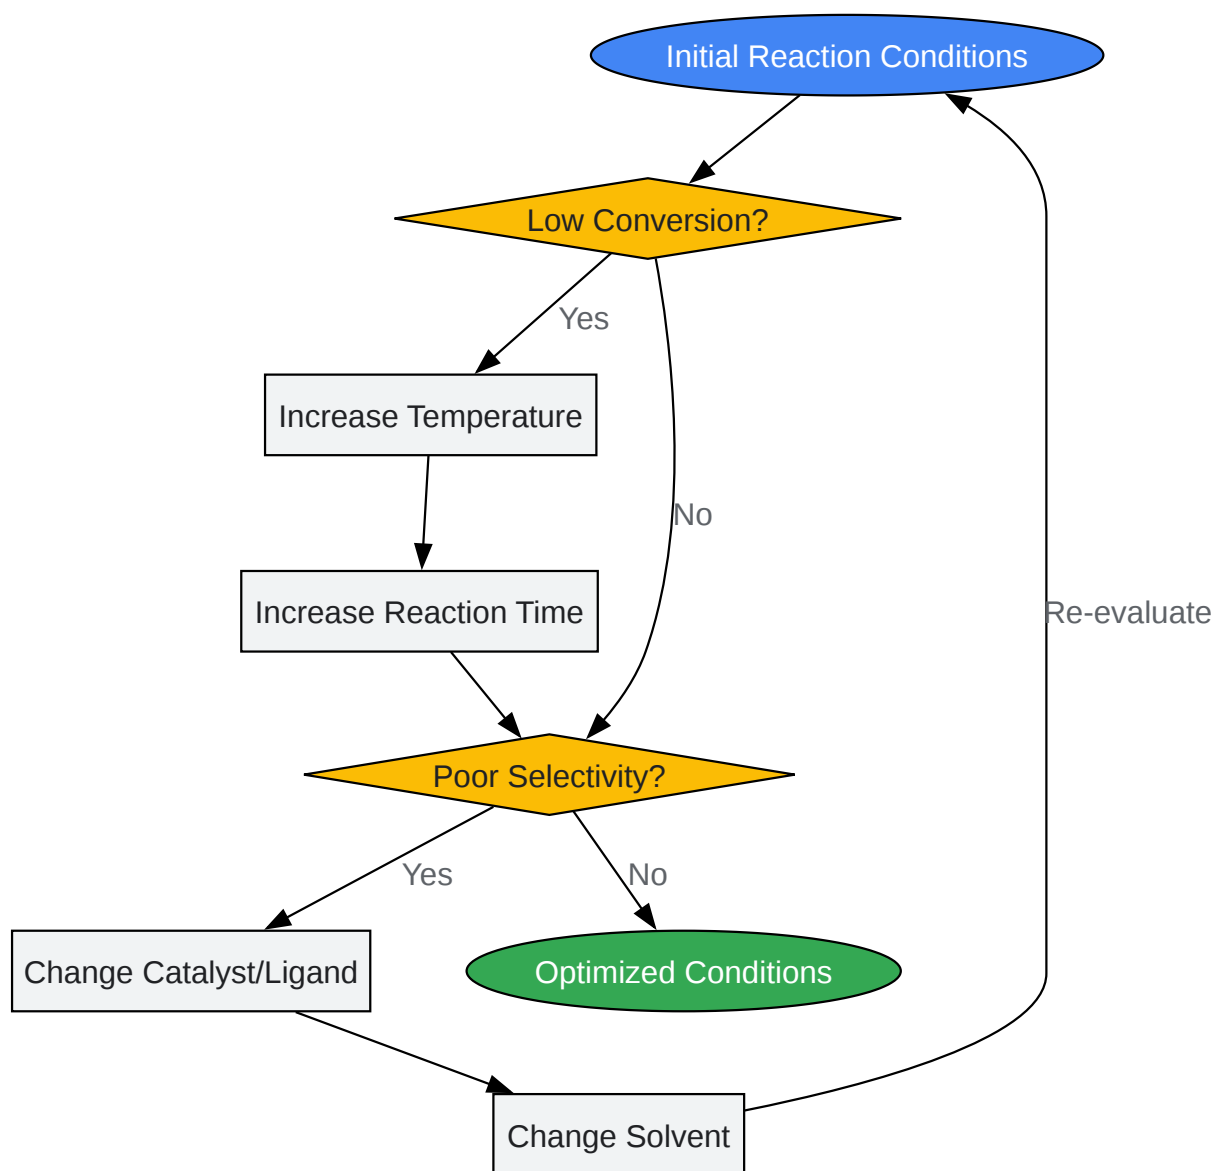 Initial Reaction Conditions
Low Conversion?
Yes
Increase Temperature
No
Increase Reaction Time
Re-evaluate
Poor Selectivity?
Yes
No
Change Catalyst/Ligand
Optimized Conditions
Change Solvent